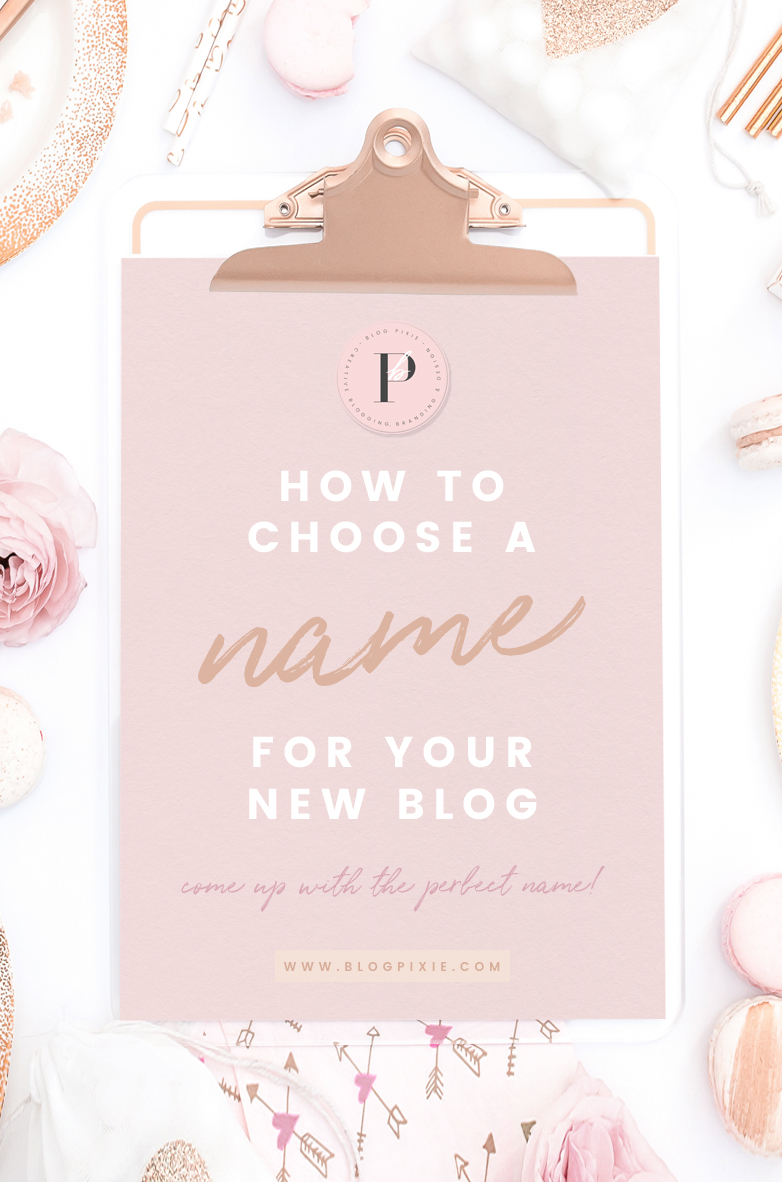 BLOG PIXIE • CREATIVE BLOGGING, BRANDING & DESIGN •
Pb
HOW TO
CHOOSE A
name
FOR YOUR
NEW BLOG
come up with the perfect name!
WWW.BLOGPIXIE.COM